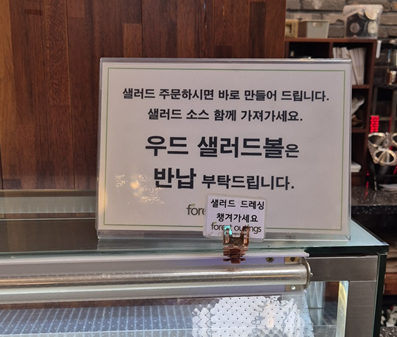 샐러드 주문하시면 바로 만들어 드립니다.
샐러드 소스 함께 가져가세요.
우드 샐러드볼은
반납 부탁드립니다.
샐러드 드레싱
챙겨가세요